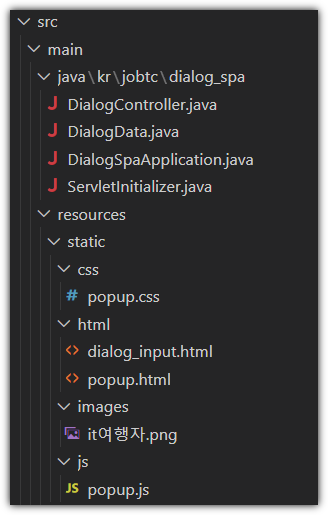 src
main
java\kr\jobtc\dialog_spa
J DialogController.java
J DialogData.java
J DialogSpaApplication.java
J ServletInitializer.java
resources
static
css
# popup.css
html
<> dialog_input.html
<> popup.html
images
it여행자.png
js
JS popup.js